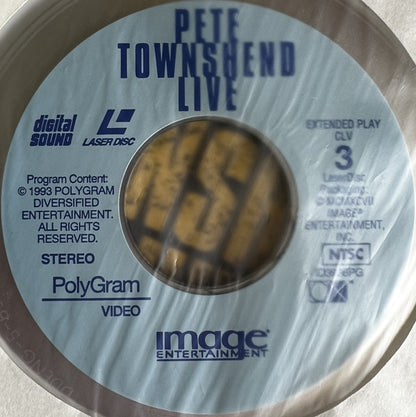 PETE
TOWNSHEND
LIVE
digital
SOUND
LASER DISC
EXTENDED PLAY
CLV
3
LaserDisc
Packaging:
© MCMXCVII
IMAGE
ENTERTAINMENT,
INC.
NTSC
Program Content:
© 1993 POLYGRAM
DIVERSIFIED
ENTERTAINMENT.
ALL RIGHTS
RESERVED.
STEREO
PolyGram
VIDEO
image
ENTERTAINMENT